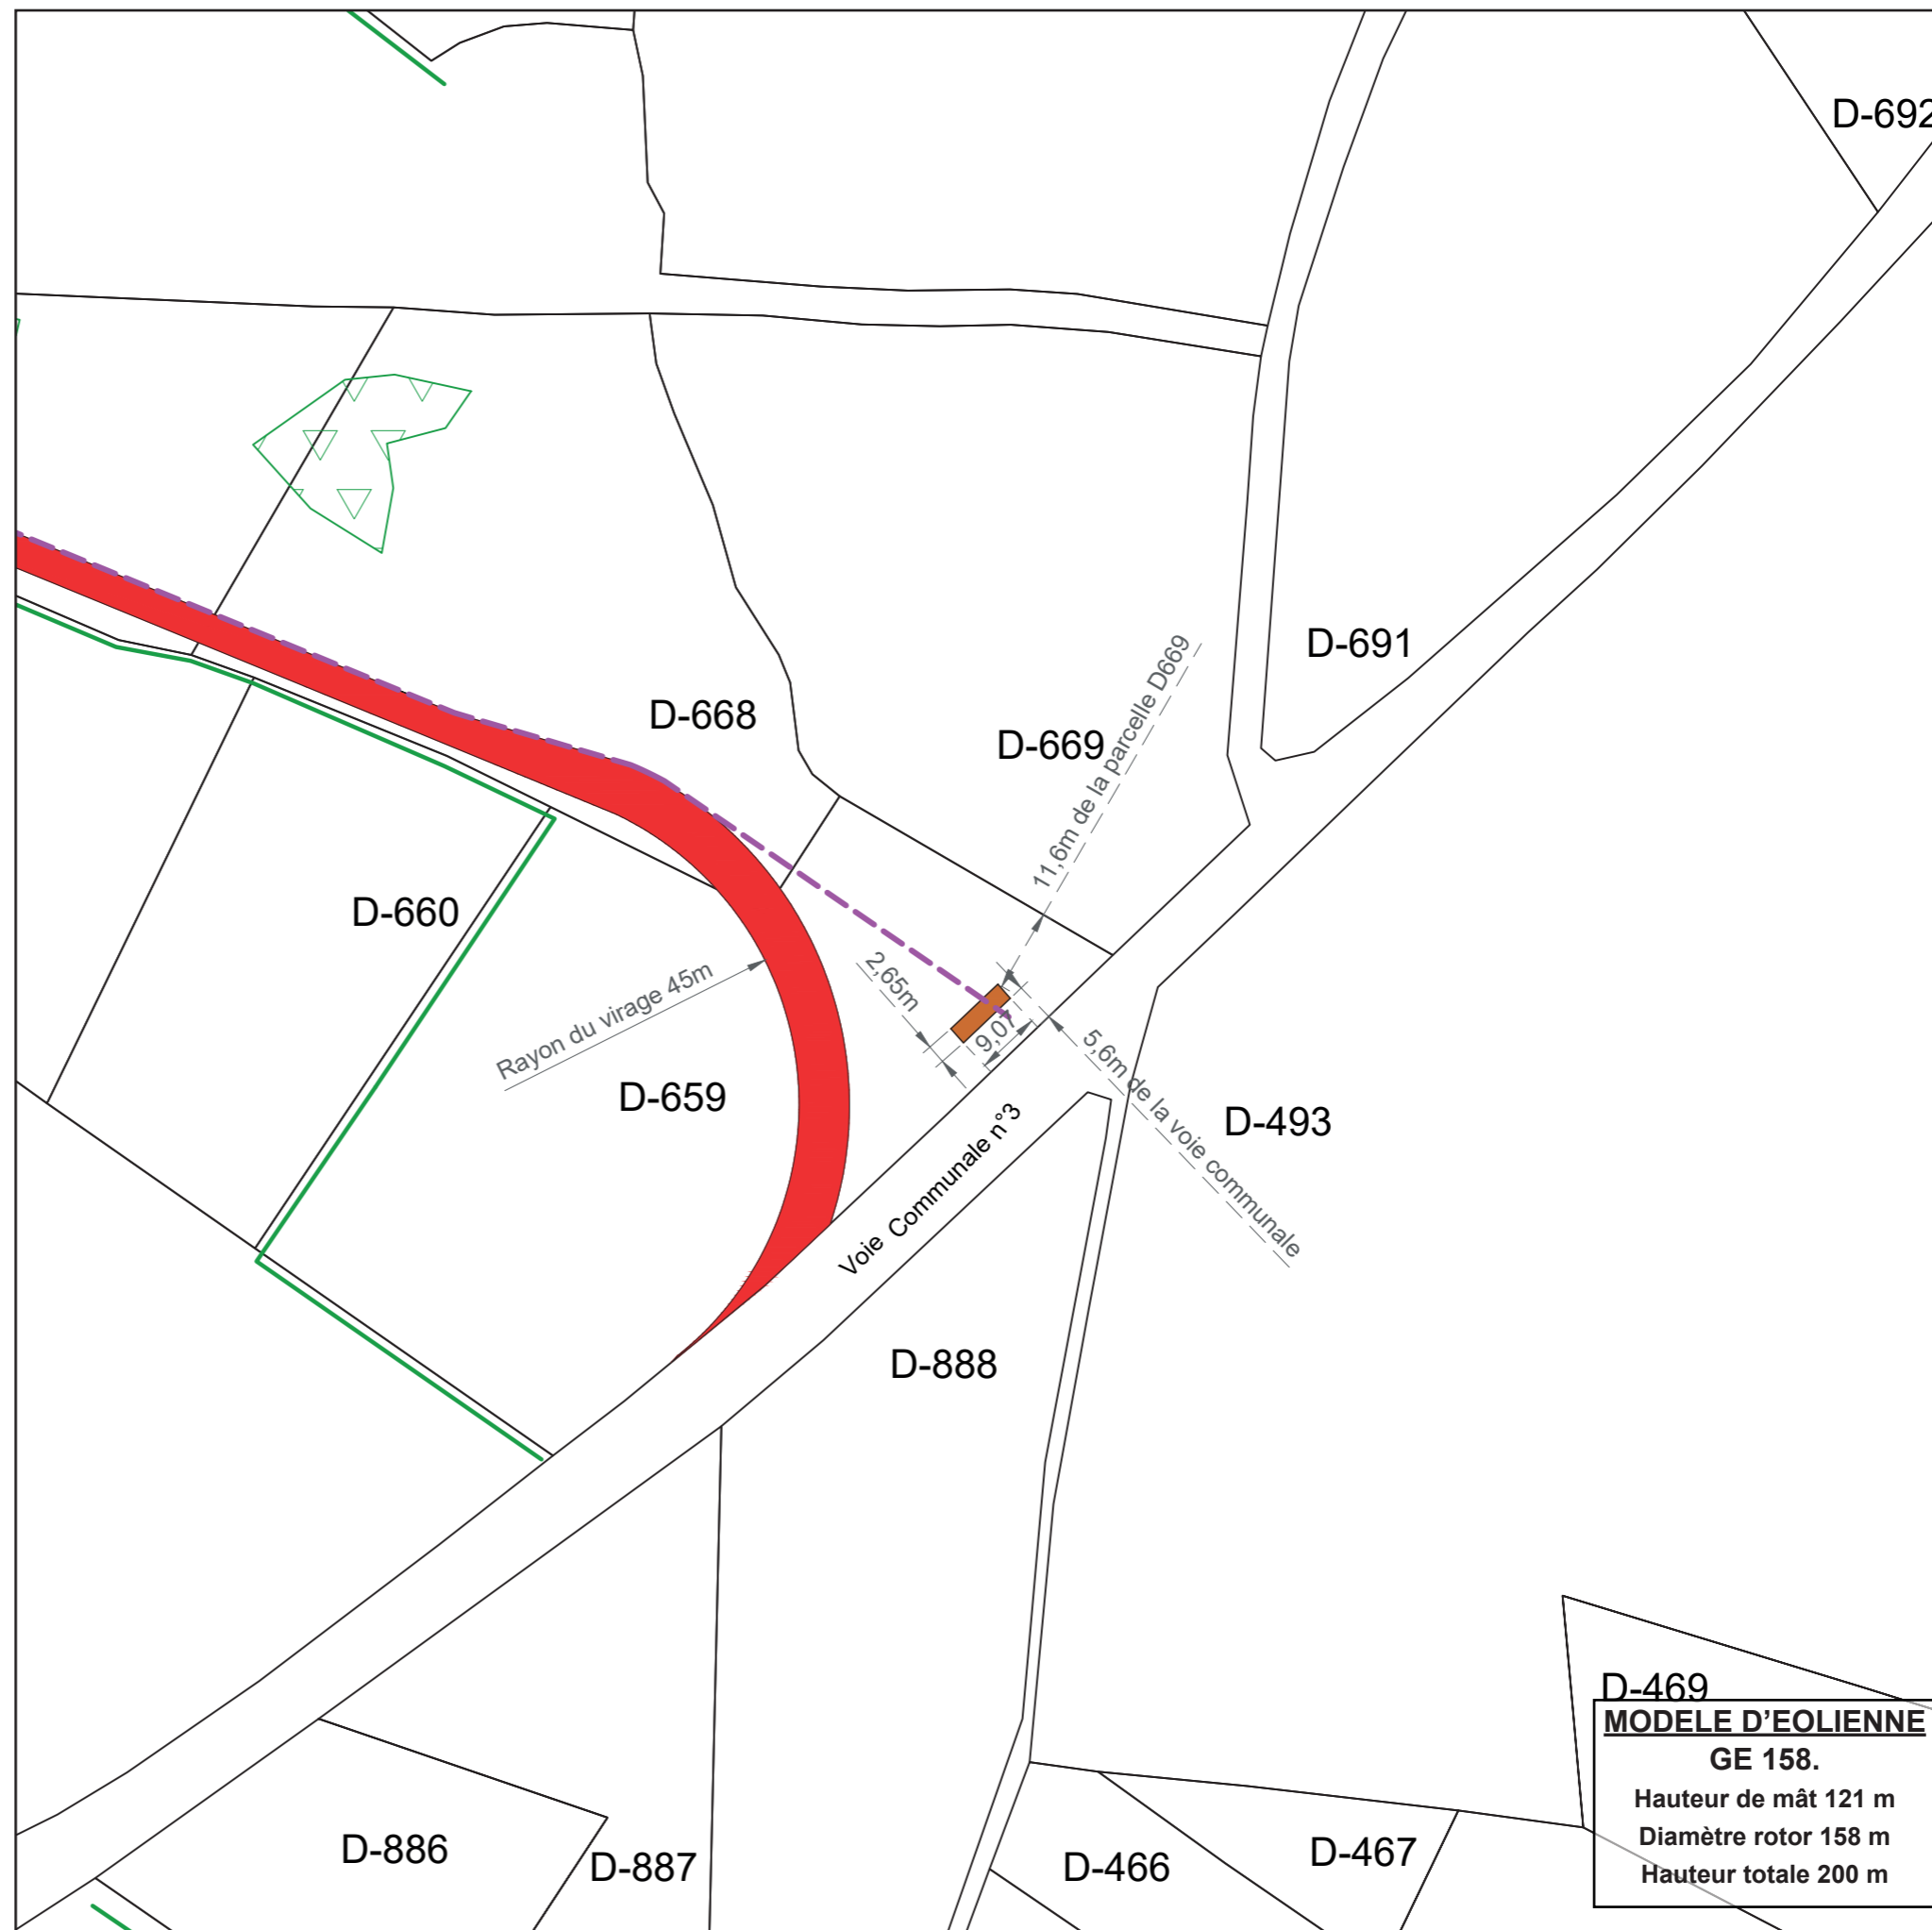 D-692
D-691
11,6m de la parcelle D669
D-668
D-669
D-660
2,65m
Rayon du virage 45m
9,07
5,6m de la voie communale
D-659
D-493
Voie Communale n°3
D-888
D-469
MODELE D'EOLIENNE
GE 158.
Hauteur de mât 121 m
Diamètre rotor 158 m
Hauteur totale 200 m
D-886
D-887
D-466
D-467